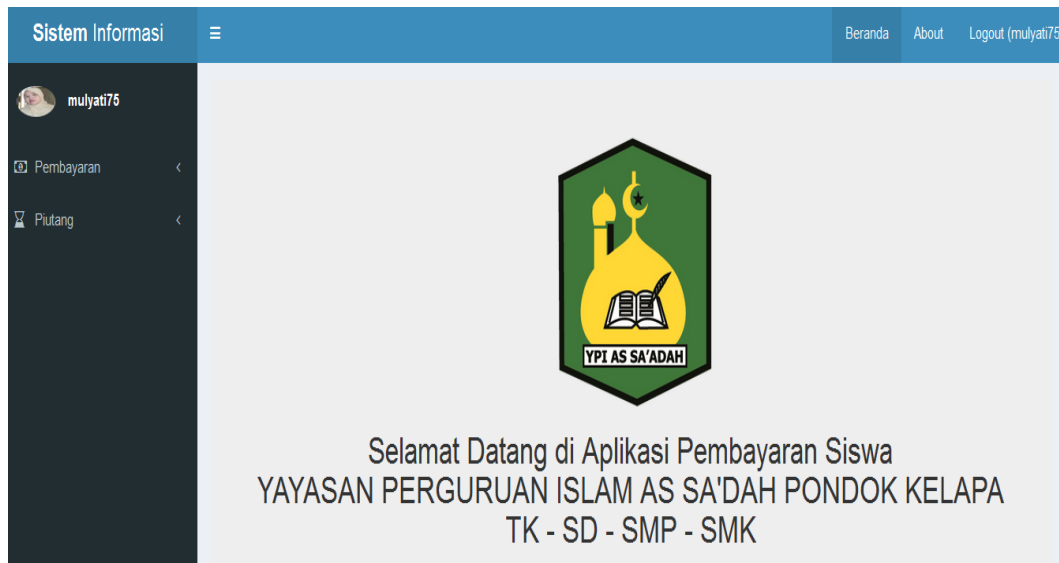 Sistem Informasi
Beranda About Logout (mulyati75
mulyati75
Pembayaran
Piutang
YPI AS SA'ADAH
Selamat Datang di Aplikasi Pembayaran Siswa
YAYASAN PERGURUAN ISLAM AS SA'DAH PONDOK KELAPA
TK - SD - SMP - SMK